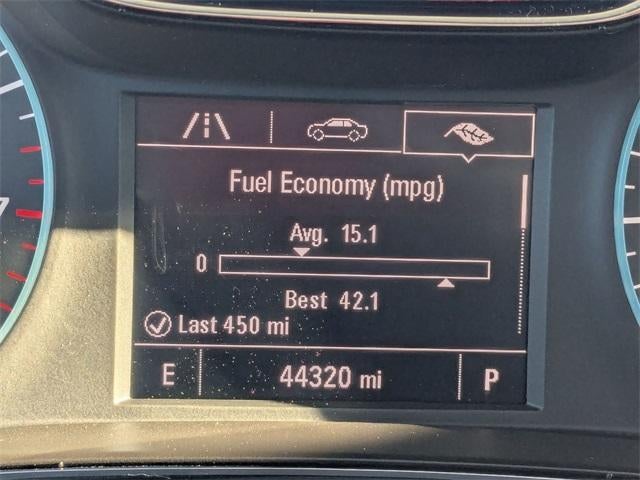 Fuel Economy (mpg)
Avg. 15.1
0
Best 42.1
Last 450 mi
E 44320 mi P